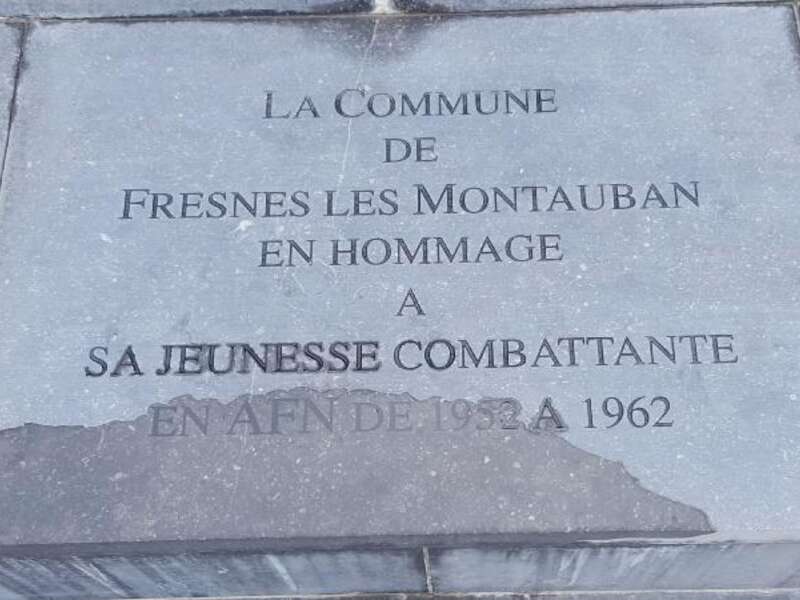 LA COMMUNE
DE
FRESNES LES MONTAUBAN
EN HOMMAGE
A
SA JEUNESSE COMBATTANTE
EN AFN DE 1952 A 1962